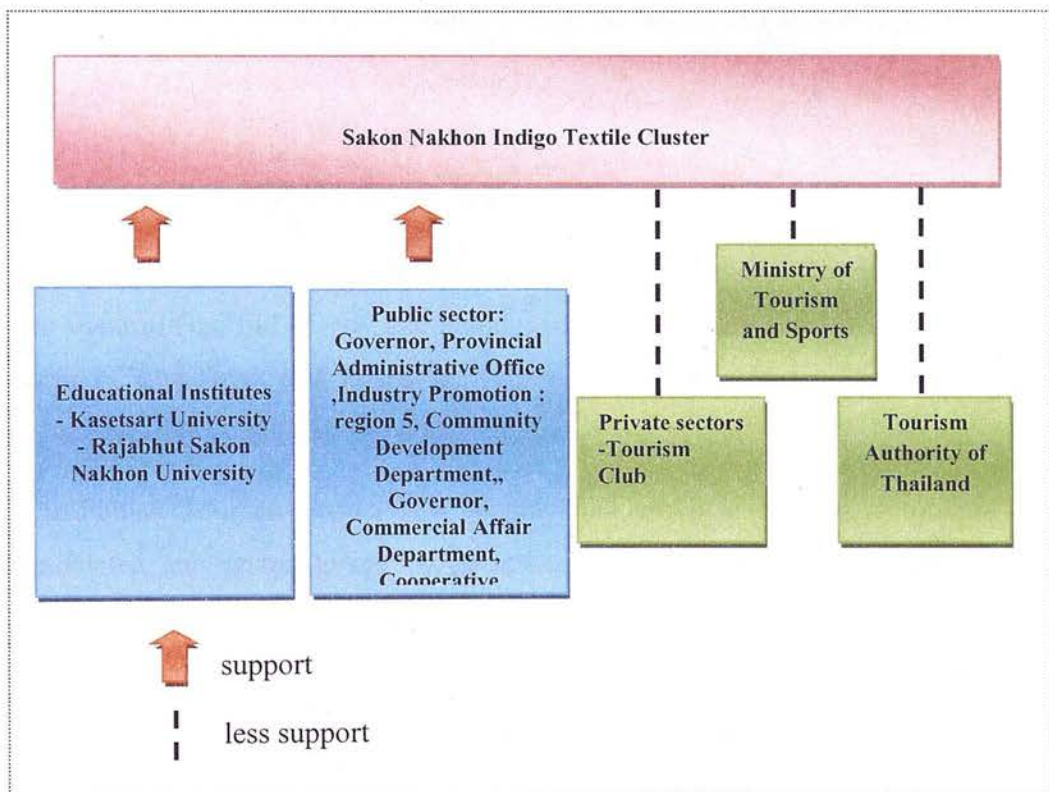 Sakon Nakhon Indigo Textile Cluster
Educational Institutes
- Kasetsart University
- Rajabhut Sakon
Nakhon University
Public sector:
Governor, Provincial
Administrative Office
,Industry Promotion :
region 5, Community
Development
Department,,
Governor,
Commercial Affair
Department,
Cooperative
Private sectors
-Tourism
Club
Ministry of
Tourism
and Sports
Tourism
Authority of
Thailand
support
less support